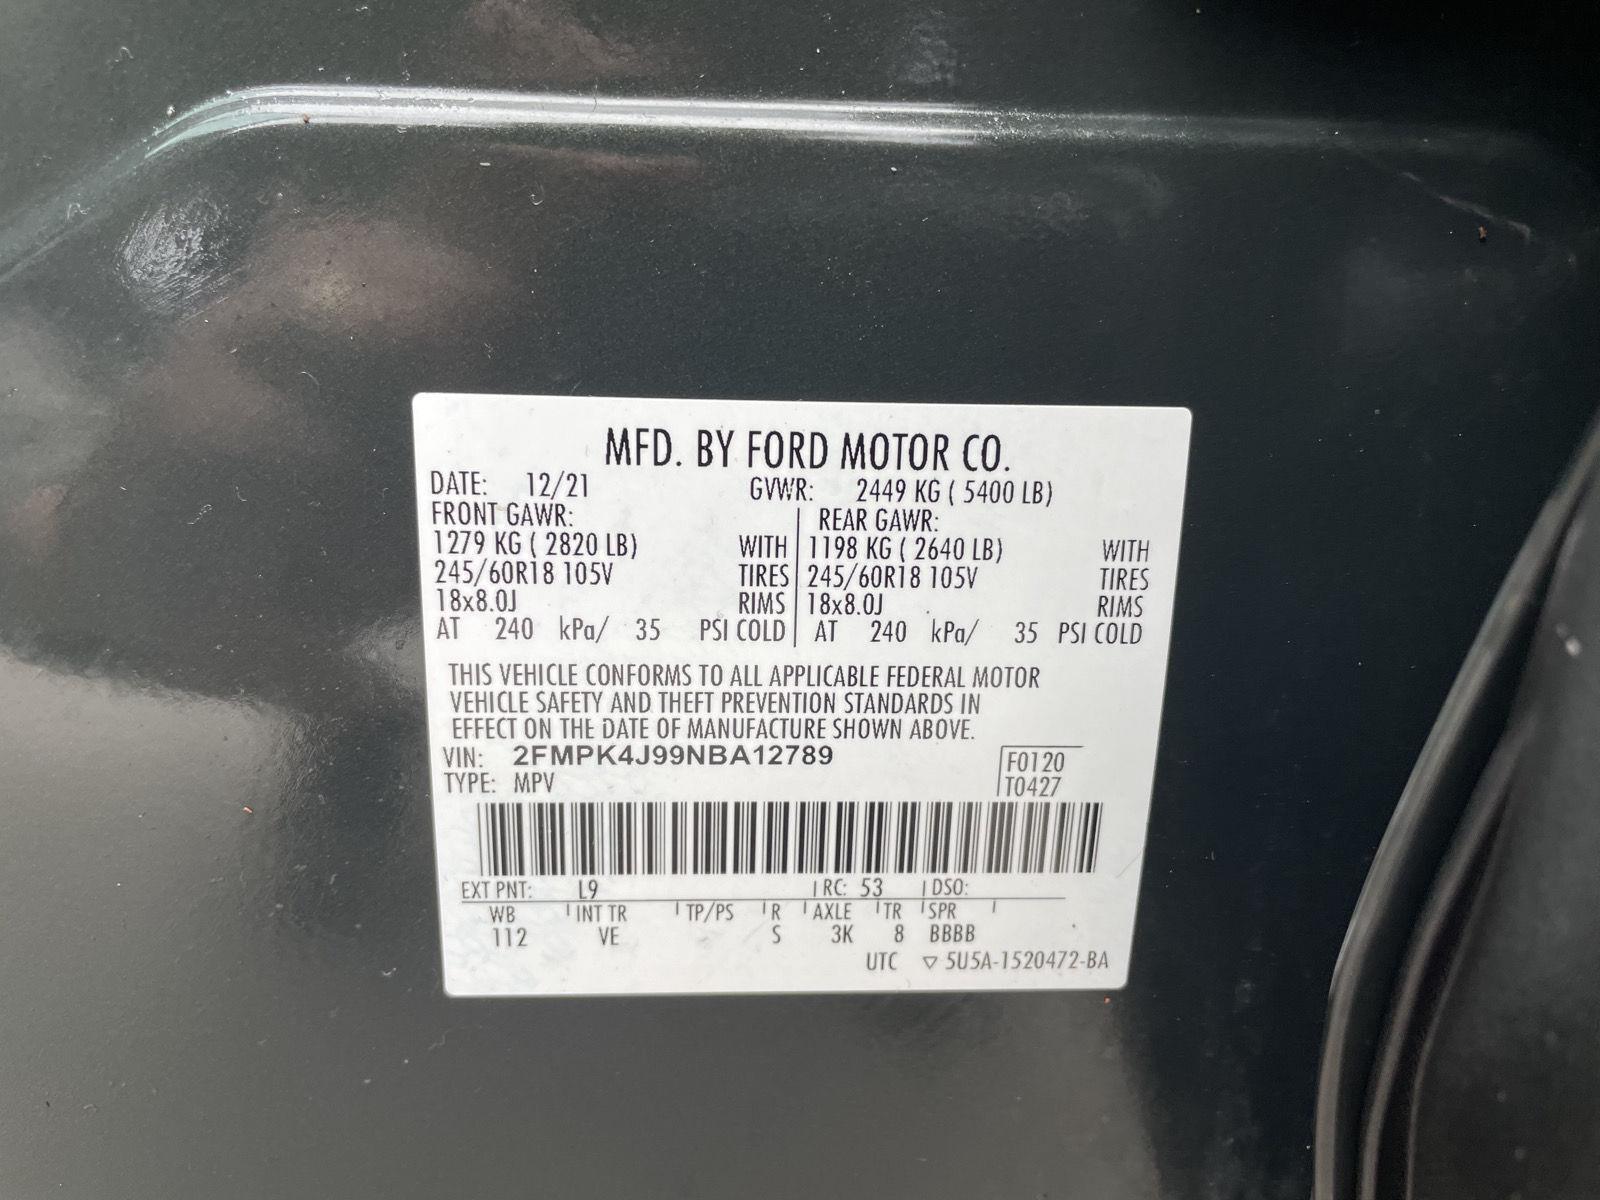 MFD. BY FORD MOTOR CO.
DATE: 12/21 GVWR: 2449 KG ( 5400 LB)
FRONT GAWR: REAR GAWR:
1279 KG ( 2820 LB) WITH 1198 KG ( 2640 LB) WITH
245/60R18 105V TIRES 245/60R18 105V TIRES
18x8.0J RIMS 18x8.0J RIMS
AT 240 kPa/ 35 PSI COLD AT 240 kPa/ 35 PSI COLD
THIS VEHICLE CONFORMS TO ALL APPLICABLE FEDERAL MOTOR
VEHICLE SAFETY AND THEFT PREVENTION STANDARDS IN
EFFECT ON THE DATE OF MANUFACTURE SHOWN ABOVE.
VIN: 2FMPK4J99NBA12789 F0120
TYPE: MPV T0427
EXT PNT: L9 RC: 53 DSO:
WB INT TR TP/PS R AXLE TR SPR
112 VE S 3K 8 BBBB
UTC ▽ 5U5A-1520472-BA